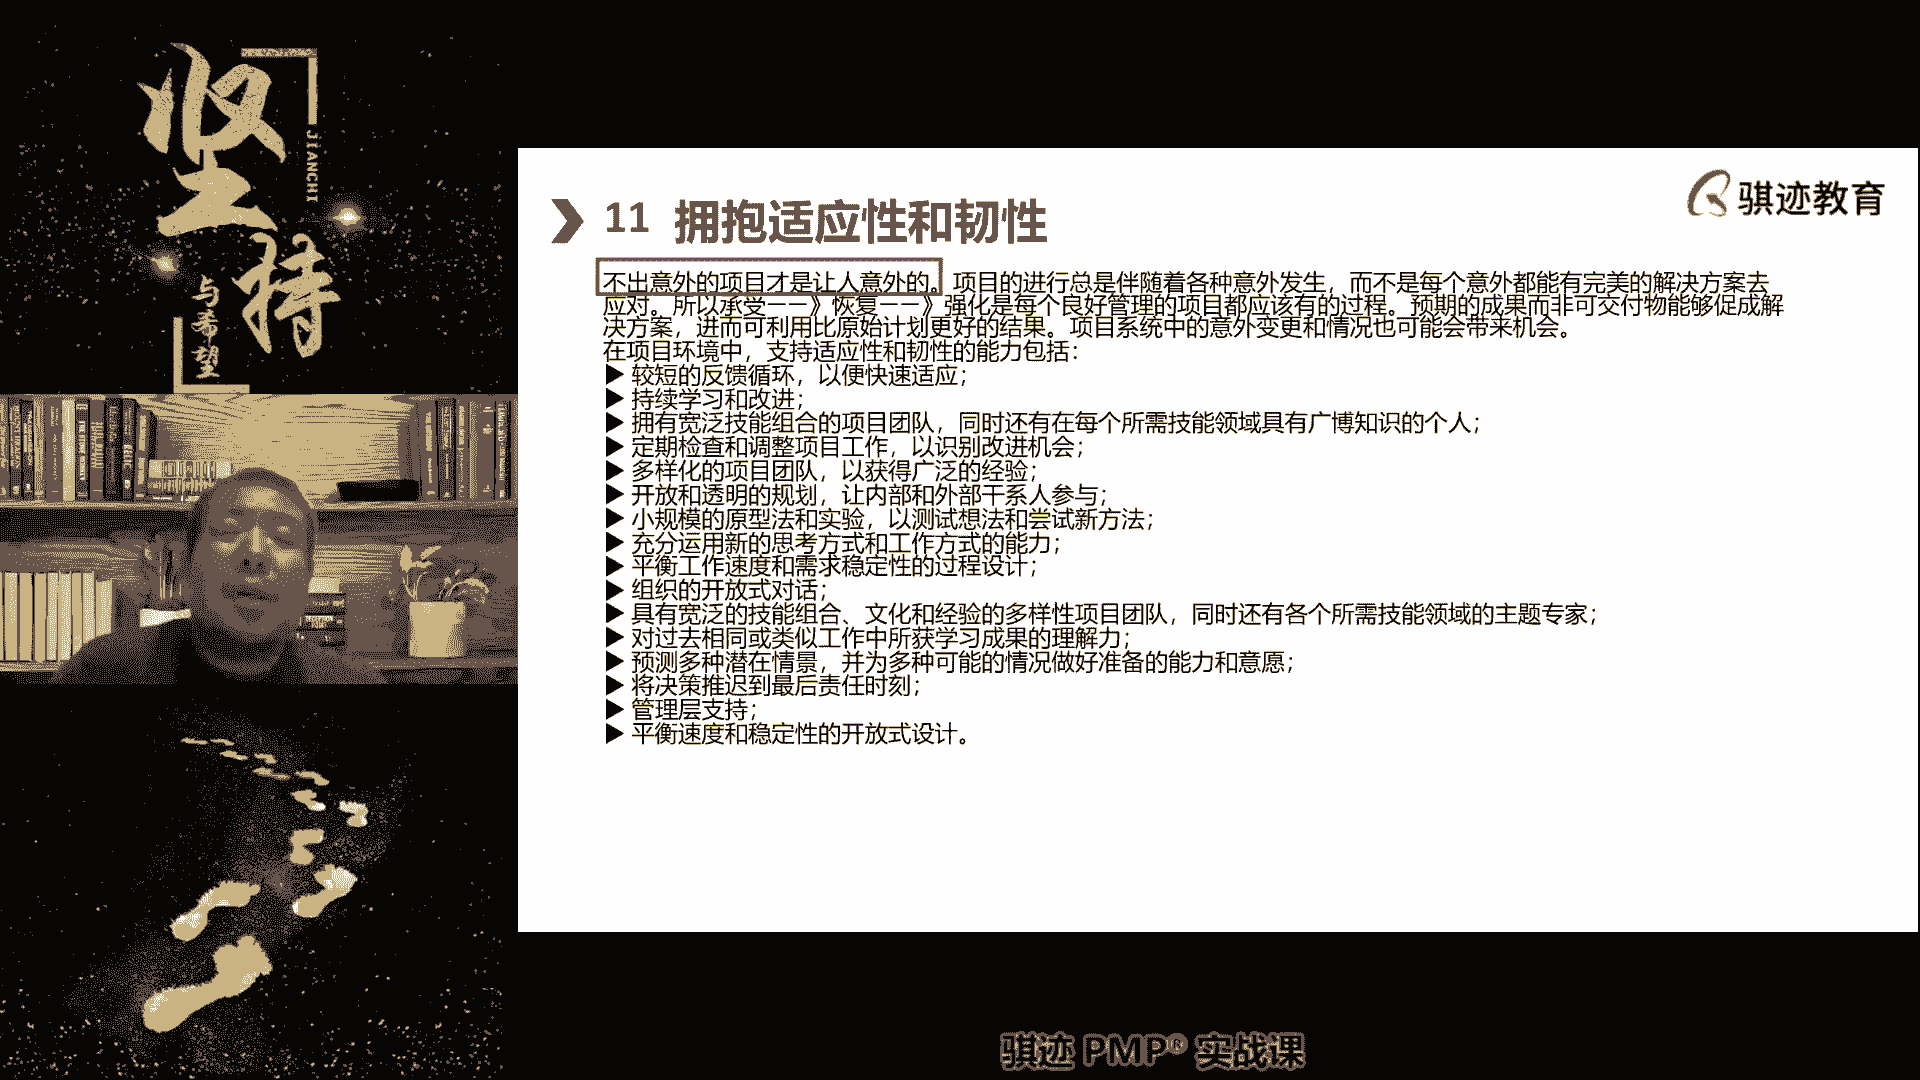 坚持
JIANCHI
与希望
骐迹教育
11 拥抱适应性和韧性
不出意外的项目才是让人意外的。项目的进行总是伴随着各种意外发生，而不是每个意外都能有完美的解决方案去
应对。所以承受——》恢复——》强化是每个良好管理的项目都应该有的过程。预期的成果而非可交付物能够促成解
决方案，进而可利用比原始计划更好的结果。项目系统中的意外变更和情况也可能会带来机会。
在项目环境中，支持适应性和韧性的能力包括：
▶ 较短的反馈循环，以便快速适应；
▶ 持续学习和改进；
▶ 拥有宽泛技能组合的项目团队，同时还有在每个所需技能领域具有广博知识的个人；
▶ 定期检查和调整项目工作，以识别改进机会；
▶ 多样化的项目团队，以获得广泛的经验；
▶ 开放和透明的规划，让内部和外部干系人参与；
▶ 小规模的原型法和实验，以测试想法和尝试新方法；
▶ 充分运用新的思考方式和工作方式的能力；
▶ 平衡工作速度和需求稳定性的过程设计；
▶ 组织的开放式对话；
▶ 具有宽泛的技能组合、文化和经验的多样性项目团队，同时还有各个所需技能领域的主题专家；
▶ 对过去相同或类似工作中所获学习成果的理解力；
▶ 预测多种潜在情景，并为多种可能的情况做好准备的能力和意愿；
▶ 将决策推迟到最后责任时刻；
▶ 管理层支持；
▶ 平衡速度和稳定性的开放式设计。
骐迹 PMP® 实战课